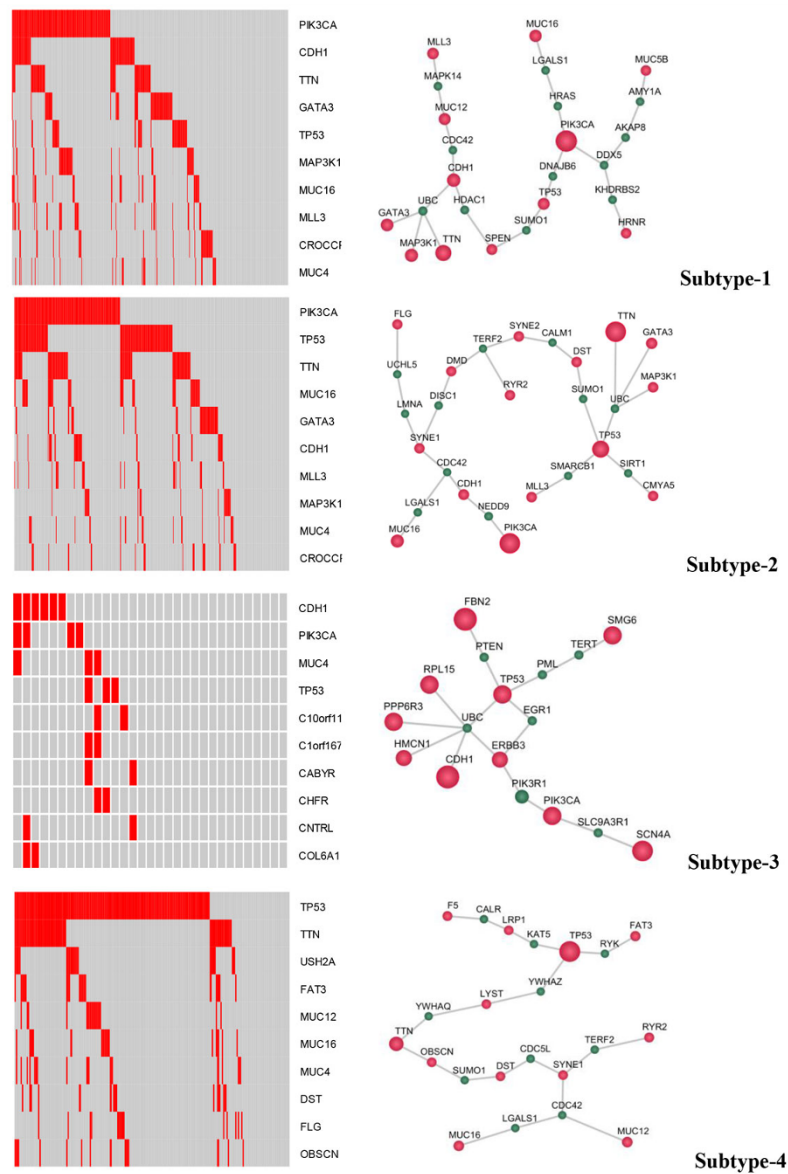 PIK3CA
CDH1
TTN
GATA3
TP53
MAP3K1
MUC16
MLL3
CROCCP
MUC4
MUC16
MLL3
LGALS1
MUC5B
MAPK14
AMY1A
HRAS
MUC12
PIK3CA
AKAP8
CDC42
DDX5
CDH1
DNAJB6
UBC
HDAC1
TP53
KHDRBS2
GATA3
SUMO1
HRNR
MAP3K1
TTN
SPEN
Subtype-1
PIK3CA
TP53
TTN
MUC16
GATA3
CDH1
MLL3
MAP3K1
MUC4
CROCCP
FLG
TTN
SYNE2
TERF2
CALM1
GATA3
UCHL5
DMD
DST
RYR2
MAP3K1
LMNA
DISC1
SUMO1
UBC
SYNE1
TP53
CDC42
SMARCB1
SIRT1
CDH1
MLL3
CMYA5
LGALS1
NEDD9
MUC16
PIK3CA
Subtype-2
CDH1
PIK3CA
MUC4
TP53
C10orf11
C1orf167
CABYR
CHFR
CNTRL
COL6A1
FBN2
SMG6
PTEN
TERT
RPL15
TP53
PML
PPP6R3
UBC
EGR1
HMCN1
CDH1
ERBB3
PIK3R1
PIK3CA
SLC9A3R1
SCN4A
Subtype-3
TP53
TTN
USH2A
FAT3
MUC12
MUC16
MUC4
DST
FLG
OBSCN
F5
CALR
LRP1
TP53
FAT3
KAT5
RYK
YWHAZ
LYST
YWHAQ
TTN
RYR2
OBSCN
CDC5L
TERF2
SUMO1
DST
SYNE1
CDC42
LGALS1
MUC16
MUC12
Subtype-4